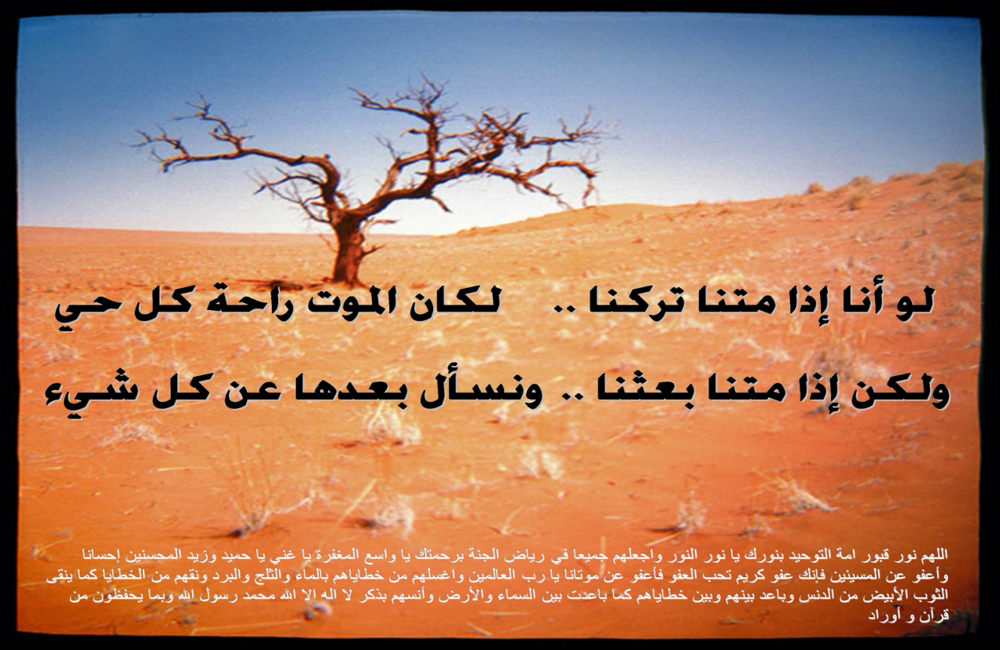 لو أنا إذا متنا تركنا .. لكان الموت راحة كل حي
ولكن إذا متنا بعثنا .. ونسأل بعدها عن كل شيء
اللهم نور قبور امة التوحيد بنورك يا نور النور واجعلهم جميعا في رياض الجنة برحمتك يا واسع المغفرة يا غني يا حميد وزيد المحسنين إحسانا
وأعفو عن المسيئين فإنك عفو كريم تحب العفو فأعفو عن موتانا يا رب العالمين واغسلهم من خطاياهم بالماء والثلج والبرد ونقهم من الخطايا كما ينقى
الثوب الأبيض من الدنس وباعد بينهم وبين خطاياهم كما باعدت بين السماء والأرض وأنسهم بذكر لا اله الا الله محمد رسول الله وبما يحفظون من
قرآن و أوراد